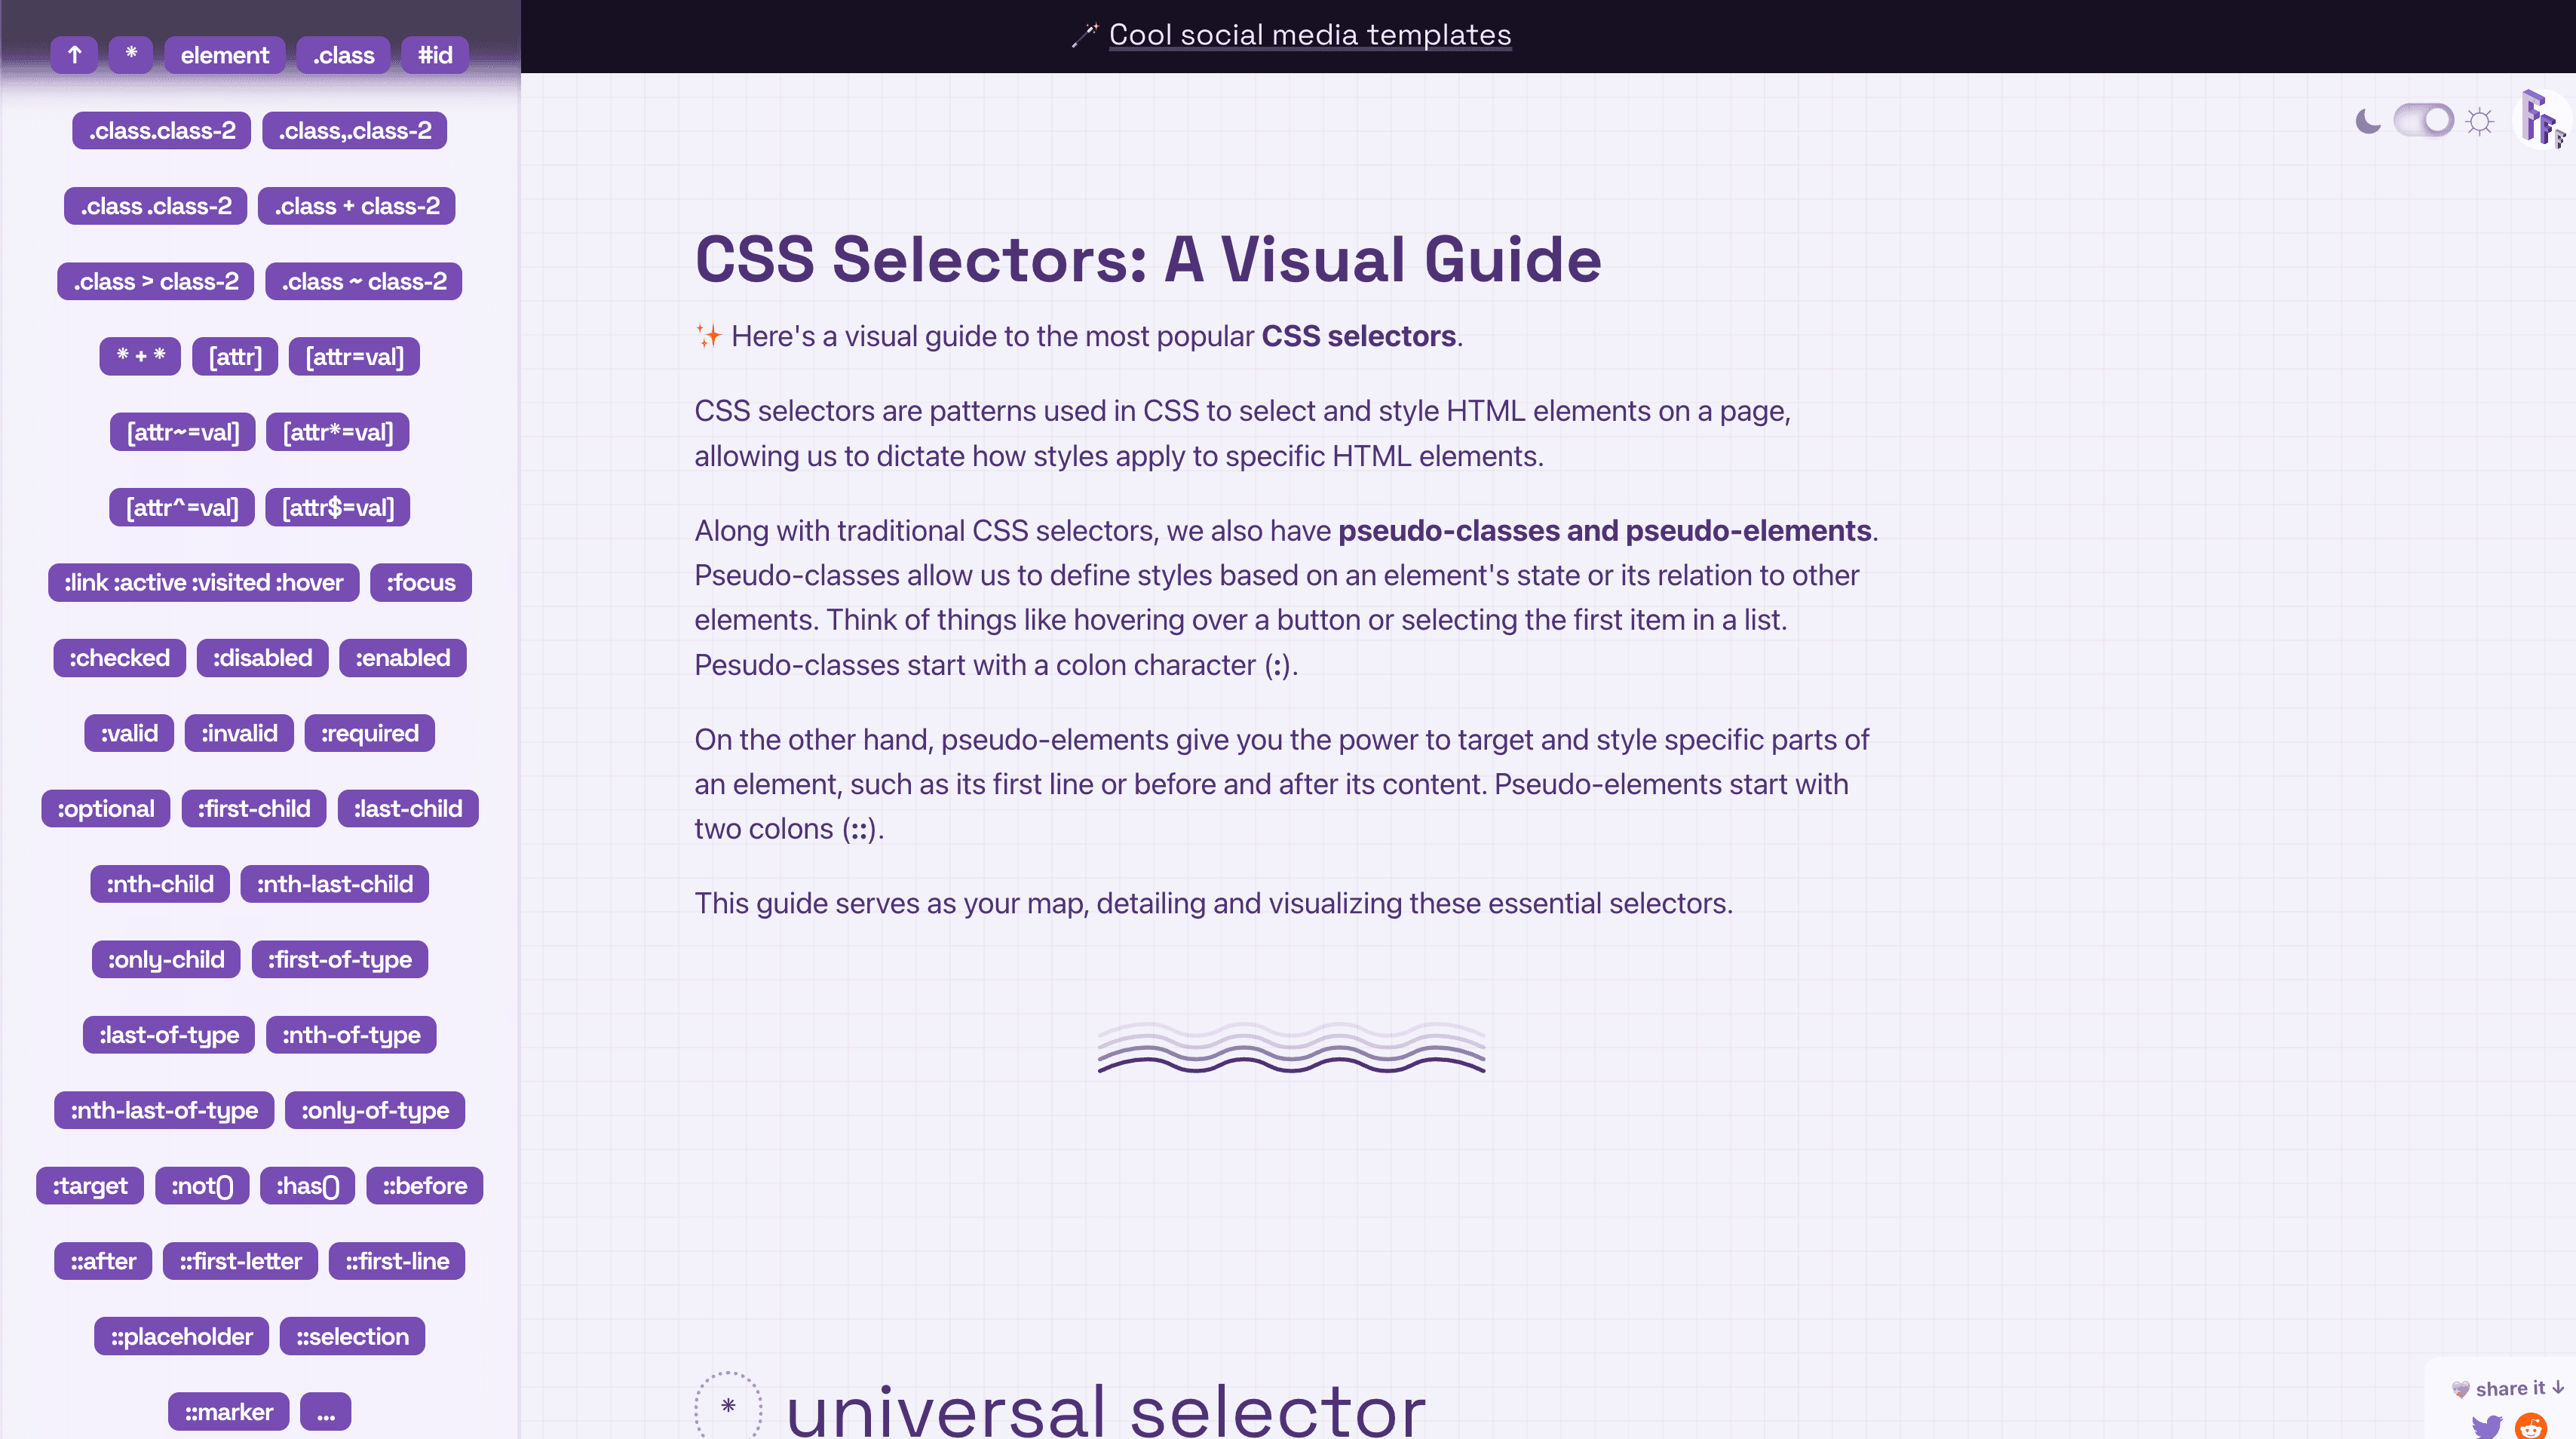 ↑ * element .class #id
.class.class-2 .class,.class-2
.class .class-2 .class + class-2
.class > class-2 .class ~ class-2
* + * [attr] [attr=val]
[attr~=val] [attr*=val]
[attr^=val] [attr$=val]
:link :active :visited :hover :focus
:checked :disabled :enabled
:valid :invalid :required
:optional :first-child :last-child
:nth-child :nth-last-child
:only-child :first-of-type
:last-of-type :nth-of-type
:nth-last-of-type :only-of-type
:target :not() :has() ::before
::after ::first-letter ::first-line
::placeholder ::selection
::marker ...
Cool social media templates
F F F
CSS Selectors: A Visual Guide
✨ Here's a visual guide to the most popular CSS selectors.
CSS selectors are patterns used in CSS to select and style HTML elements on a page,
allowing us to dictate how styles apply to specific HTML elements.
Along with traditional CSS selectors, we also have pseudo-classes and pseudo-elements.
Pseudo-classes allow us to define styles based on an element's state or its relation to other
elements. Think of things like hovering over a button or selecting the first item in a list.
Pesudo-classes start with a colon character (:).
On the other hand, pseudo-elements give you the power to target and style specific parts of
an element, such as its first line or before and after its content. Pseudo-elements start with
two colons (::).
This guide serves as your map, detailing and visualizing these essential selectors.
* universal selector
share it ↓